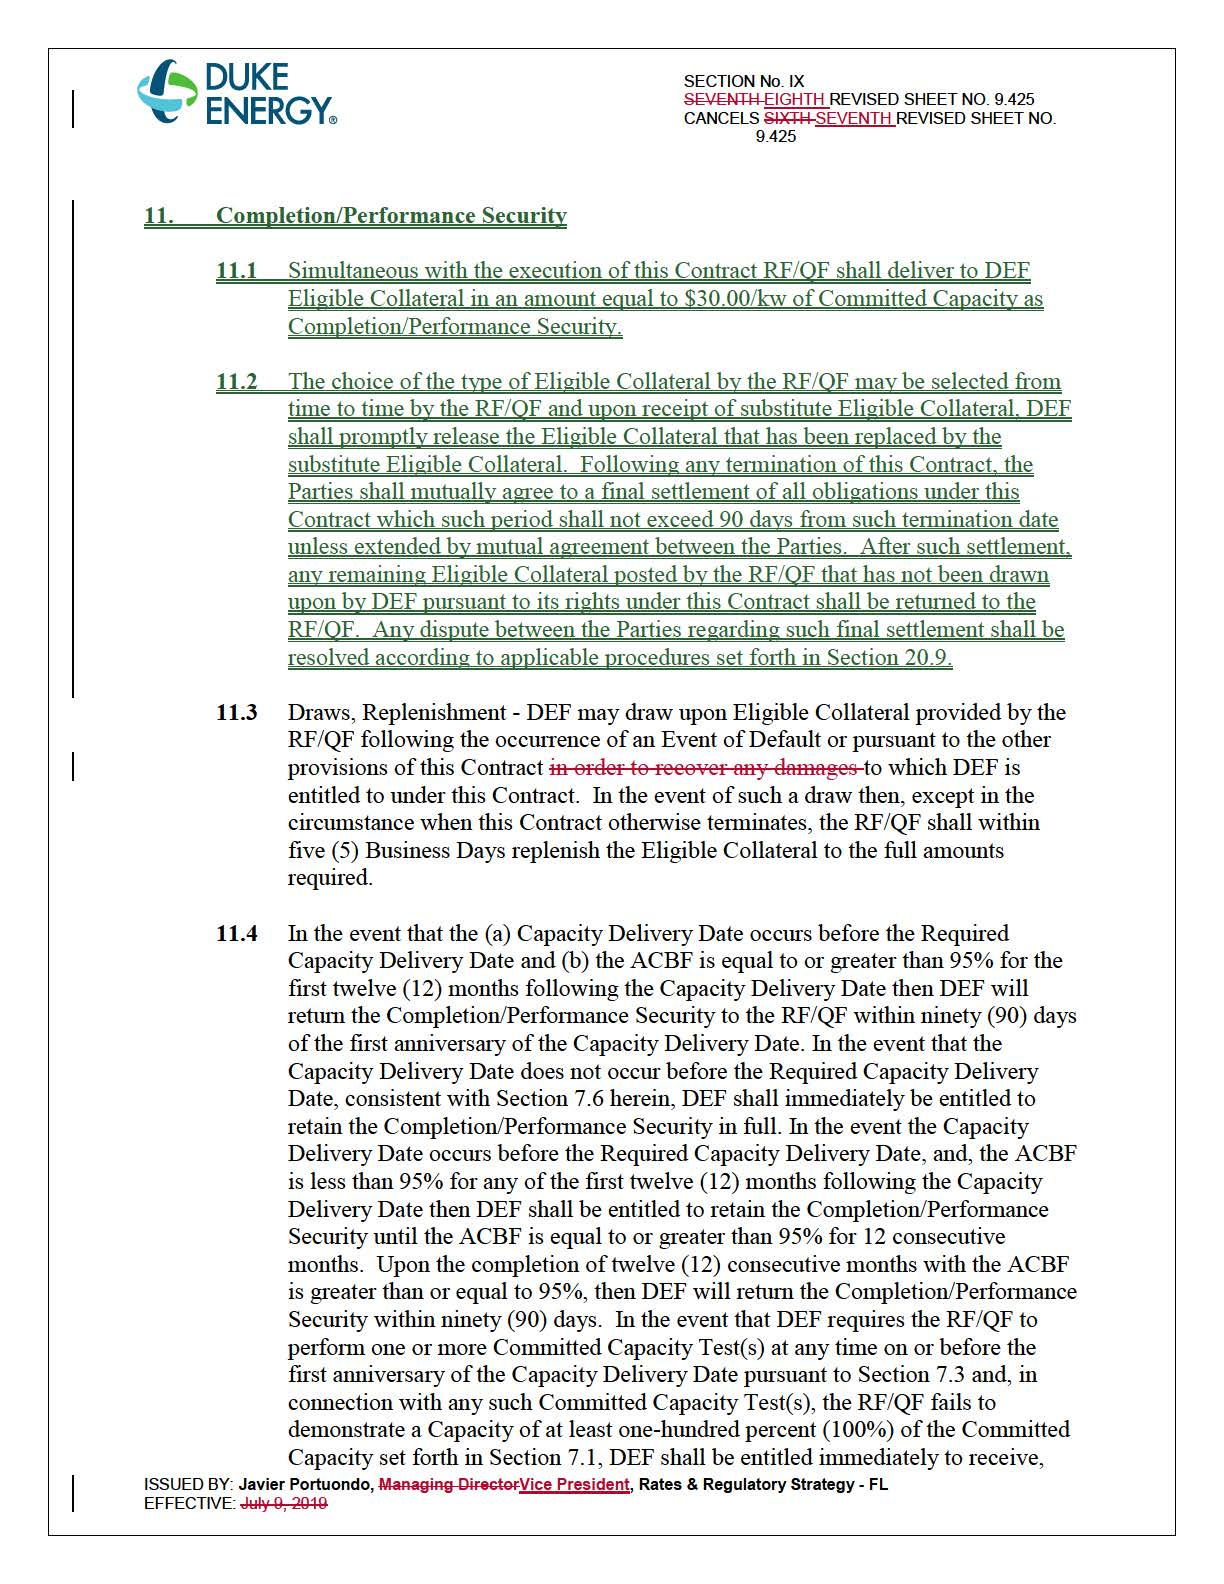 DUKE
ENERGY®
SECTION No. IX
SEVENTH EIGHTH REVISED SHEET NO. 9.425
CANCELS SIXTH SEVENTH REVISED SHEET NO.
9.425
11. Completion/Performance Security
11.1 Simultaneous with the execution of this Contract RF/QF shall deliver to DEF
Eligible Collateral in an amount equal to $30.00/kw of Committed Capacity as
Completion/Performance Security.
11.2 The choice of the type of Eligible Collateral by the RF/QF may be selected from
time to time by the RF/QF and upon receipt of substitute Eligible Collateral, DEF
shall promptly release the Eligible Collateral that has been replaced by the
substitute Eligible Collateral. Following any termination of this Contract, the
Parties shall mutually agree to a final settlement of all obligations under this
Contract which such period shall not exceed 90 days from such termination date
unless extended by mutual agreement between the Parties. After such settlement,
any remaining Eligible Collateral posted by the RF/QF that has not been drawn
upon by DEF pursuant to its rights under this Contract shall be returned to the
RF/QF. Any dispute between the Parties regarding such final settlement shall be
resolved according to applicable procedures set forth in Section 20.9.
11.3 Draws, Replenishment - DEF may draw upon Eligible Collateral provided by the
RF/QF following the occurrence of an Event of Default or pursuant to the other
provisions of this Contract in order to recover any damages to which DEF is
entitled to under this Contract. In the event of such a draw then, except in the
circumstance when this Contract otherwise terminates, the RF/QF shall within
five (5) Business Days replenish the Eligible Collateral to the full amounts
required.
11.4 In the event that the (a) Capacity Delivery Date occurs before the Required
Capacity Delivery Date and (b) the ACBF is equal to or greater than 95% for the
first twelve (12) months following the Capacity Delivery Date then DEF will
return the Completion/Performance Security to the RF/QF within ninety (90) days
of the first anniversary of the Capacity Delivery Date. In the event that the
Capacity Delivery Date does not occur before the Required Capacity Delivery
Date, consistent with Section 7.6 herein, DEF shall immediately be entitled to
retain the Completion/Performance Security in full. In the event the Capacity
Delivery Date occurs before the Required Capacity Delivery Date, and, the ACBF
is less than 95% for any of the first twelve (12) months following the Capacity
Delivery Date then DEF shall be entitled to retain the Completion/Performance
Security until the ACBF is equal to or greater than 95% for 12 consecutive
months. Upon the completion of twelve (12) consecutive months with the ACBF
is greater than or equal to 95%, then DEF will return the Completion/Performance
Security within ninety (90) days. In the event that DEF requires the RF/QF to
perform one or more Committed Capacity Test(s) at any time on or before the
first anniversary of the Capacity Delivery Date pursuant to Section 7.3 and, in
connection with any such Committed Capacity Test(s), the RF/QF fails to
demonstrate a Capacity of at least one-hundred percent (100%) of the Committed
Capacity set forth in Section 7.1, DEF shall be entitled immediately to receive,
ISSUED BY: Javier Portuondo, Managing DirectorVice President, Rates & Regulatory Strategy - FL
EFFECTIVE: July 9, 2019